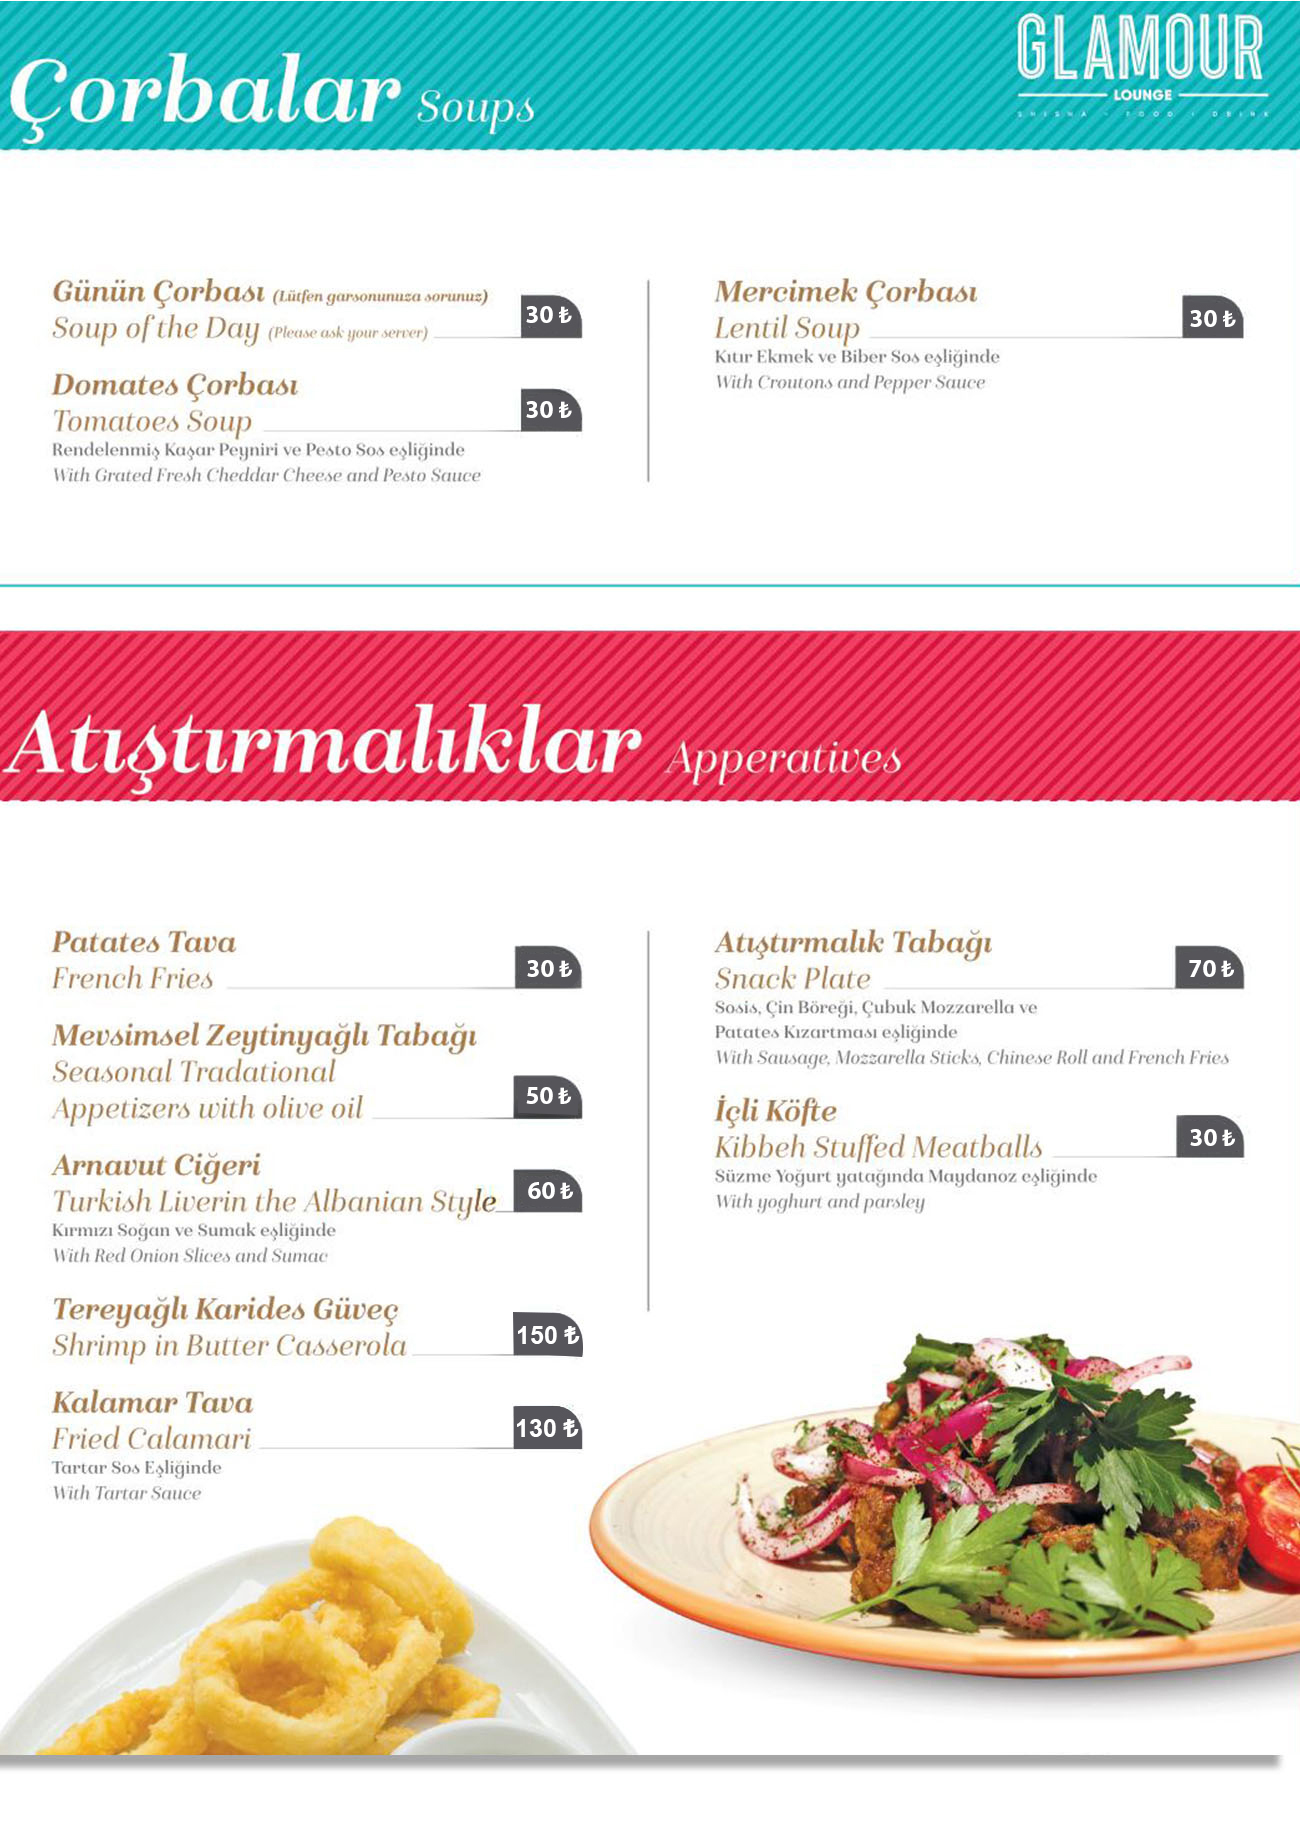 GLAMOUR
LOUNGE
SHISHA - FOOD - DRINK
Çorbalar Soups
Günün Çorbası (Lütfen garsonunuza sorunuz)
Soup of the Day (Please ask your server)
30 ₺
Domates Çorbası
Tomatoes Soup
30 ₺
Rendelenmiş Kaşar Peyniri ve Pesto Sos eşliğinde
With Grated Fresh Cheddar Cheese and Pesto Sauce
Mercimek Çorbası
Lentil Soup
30 ₺
Kıtır Ekmek ve Biber Sos eşliğinde
With Croutons and Pepper Sauce
Atıştırmalıklar Apperatives
Patates Tava
French Fries
30 ₺
Mevsimsel Zeytinyağlı Tabağı
Seasonal Tradational
Appetizers with olive oil
50 ₺
Arnavut Ciğeri
Turkish Liverin the Albanian Style
60 ₺
Kırmızı Soğan ve Sumak eşliğinde
With Red Onion Slices and Sumac
Tereyağlı Karides Güveç
Shrimp in Butter Casserola
150 ₺
Kalamar Tava
Fried Calamari
130 ₺
Tartar Sos Eşliğinde
With Tartar Sauce
Atıştırmalık Tabağı
Snack Plate
70 ₺
Sosis, Çin Böreği, Çubuk Mozzarella ve
Patates Kızartması eşliğinde
With Sausage, Mozzarella Sticks, Chinese Roll and French Fries
İçli Köfte
Kibbeh Stuffed Meatballs
30 ₺
Süzme Yoğurt yatağında Maydanoz eşliğinde
With yoghurt and parsley